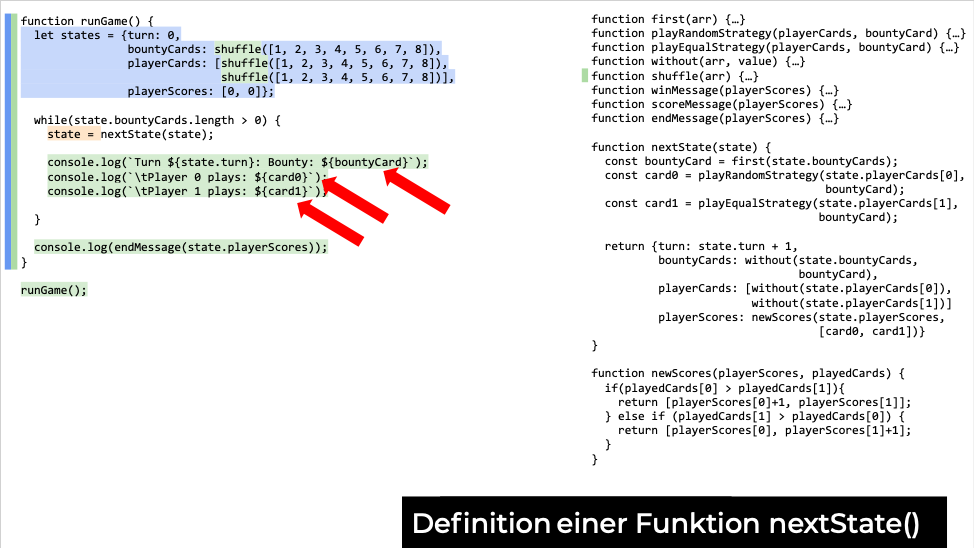 function runGame() {
let states = {turn: 0,
bountyCards: shuffle([1, 2, 3, 4, 5, 6, 7, 8]),
playerCards: [shuffle([1, 2, 3, 4, 5, 6, 7, 8]),
shuffle([1, 2, 3, 4, 5, 6, 7, 8])],
playerScores: [0, 0]};
while(state.bountyCards.length > 0) {
state = nextState(state);
console.log(`Turn ${state.turn}: Bounty: ${bountyCard}`);
console.log(`\tPlayer 0 plays: ${card0}`);
console.log(`\tPlayer 1 plays: ${card1}`);
}
console.log(endMessage(state.playerScores));
}
runGame();
function first(arr) {…}
function playRandomStrategy(playerCards, bountyCard) {…}
function playEqualStrategy(playerCards, bountyCard) {…}
function without(arr, value) {…}
function shuffle(arr) {…}
function winMessage(playerScores) {…}
function scoreMessage(playerScores) {…}
function endMessage(playerScores) {…}
function nextState(state) {
const bountyCard = first(state.bountyCards);
const card0 = playRandomStrategy(state.playerCards[0],
bountyCard);
const card1 = playEqualStrategy(state.playerCards[1],
bountyCard);
return {turn: state.turn + 1,
bountyCards: without(state.bountyCards,
bountyCard),
playerCards: [without(state.playerCards[0]),
without(state.playerCards[1])]
playerScores: newScores(state.playerScores,
[card0, card1])}
}
function newScores(playerScores, playedCards) {
if(playedCards[0] > playedCards[1]){
return [playerScores[0]+1, playerScores[1]];
} else if (playedCards[1] > playedCards[0]) {
return [playerScores[0], playerScores[1]+1];
}
}
Definition einer Funktion nextState()